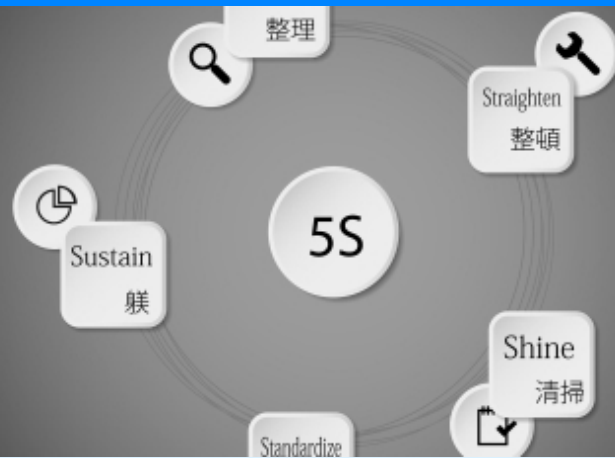 整理
Straighten
整頓
5S
Sustain
躾
Shine
清掃
Standardize